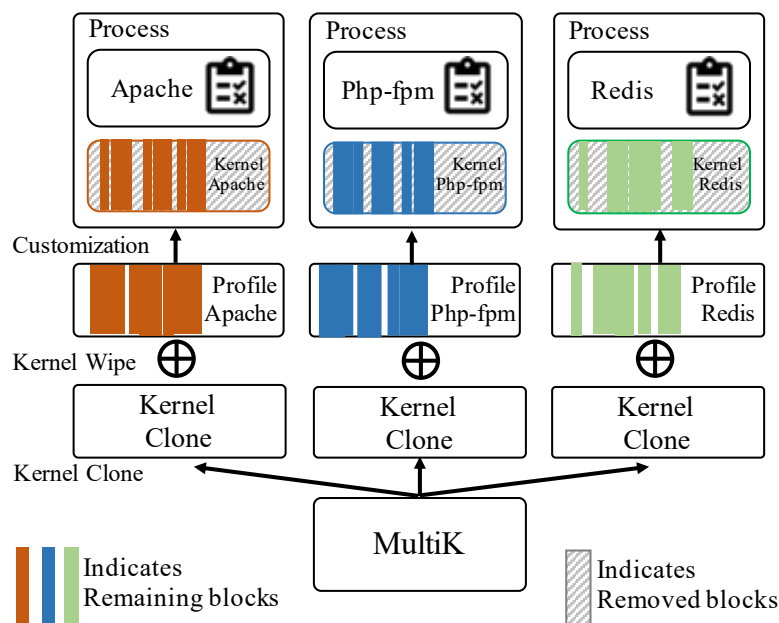 Process
Apache
Kernel
Apache
Process
Php-fpm
Kernel
Php-fpm
Process
Redis
Kernel
Redis
Customization
Profile
Apache
Profile
Php-fpm
Profile
Redis
Kernel Wipe
Kernel
Clone
Kernel
Clone
Kernel
Clone
Kernel Clone
MultiK
Indicates
Remaining blocks
Indicates
Removed blocks